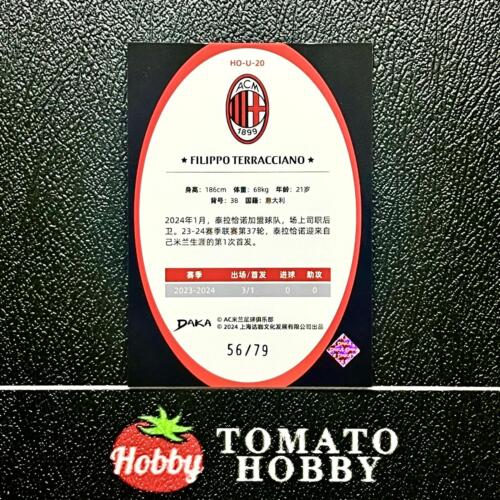 HO-U-20
ACM
1899
★ FILIPPO TERRACCIANO ★
身高：186cm 体重：68kg 年龄：21岁
背号：38 国籍：意大利
2024年1月，泰拉恰诺加盟球队，场上司职后
卫。23-24赛季联赛第37轮，泰拉恰诺迎来自
己米兰生涯的第1次首发。
赛季 出场/首发 进球 助攻
2023-2024 3/1 0 0
DAKA
© AC米兰足球俱乐部
© 2024 上海达咖文化发展有限公司出品
56/79
Hobby
TOMATO
HOBBY